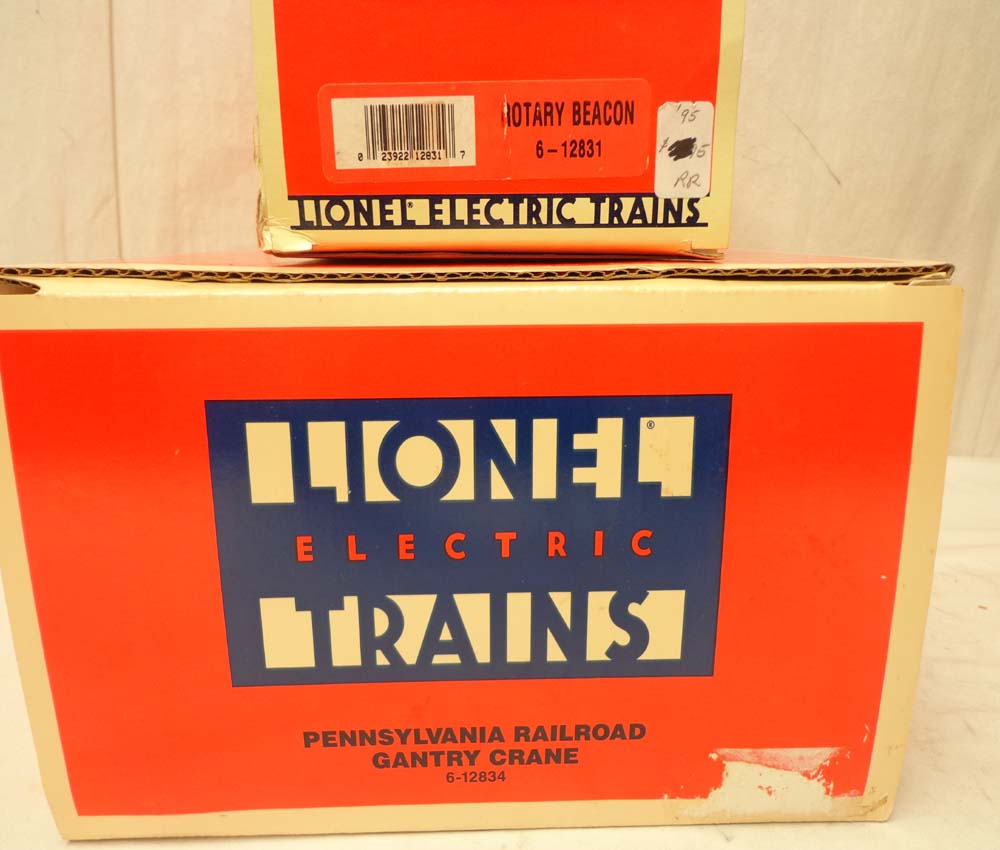 ROTARY BEACON
6-12831
0 23922 12831 7
'95
RR
LIONEL® ELECTRIC TRAINS
LIONEL®
ELECTRIC
TRAINS
PENNSYLVANIA RAILROAD
GANTRY CRANE
6-12834